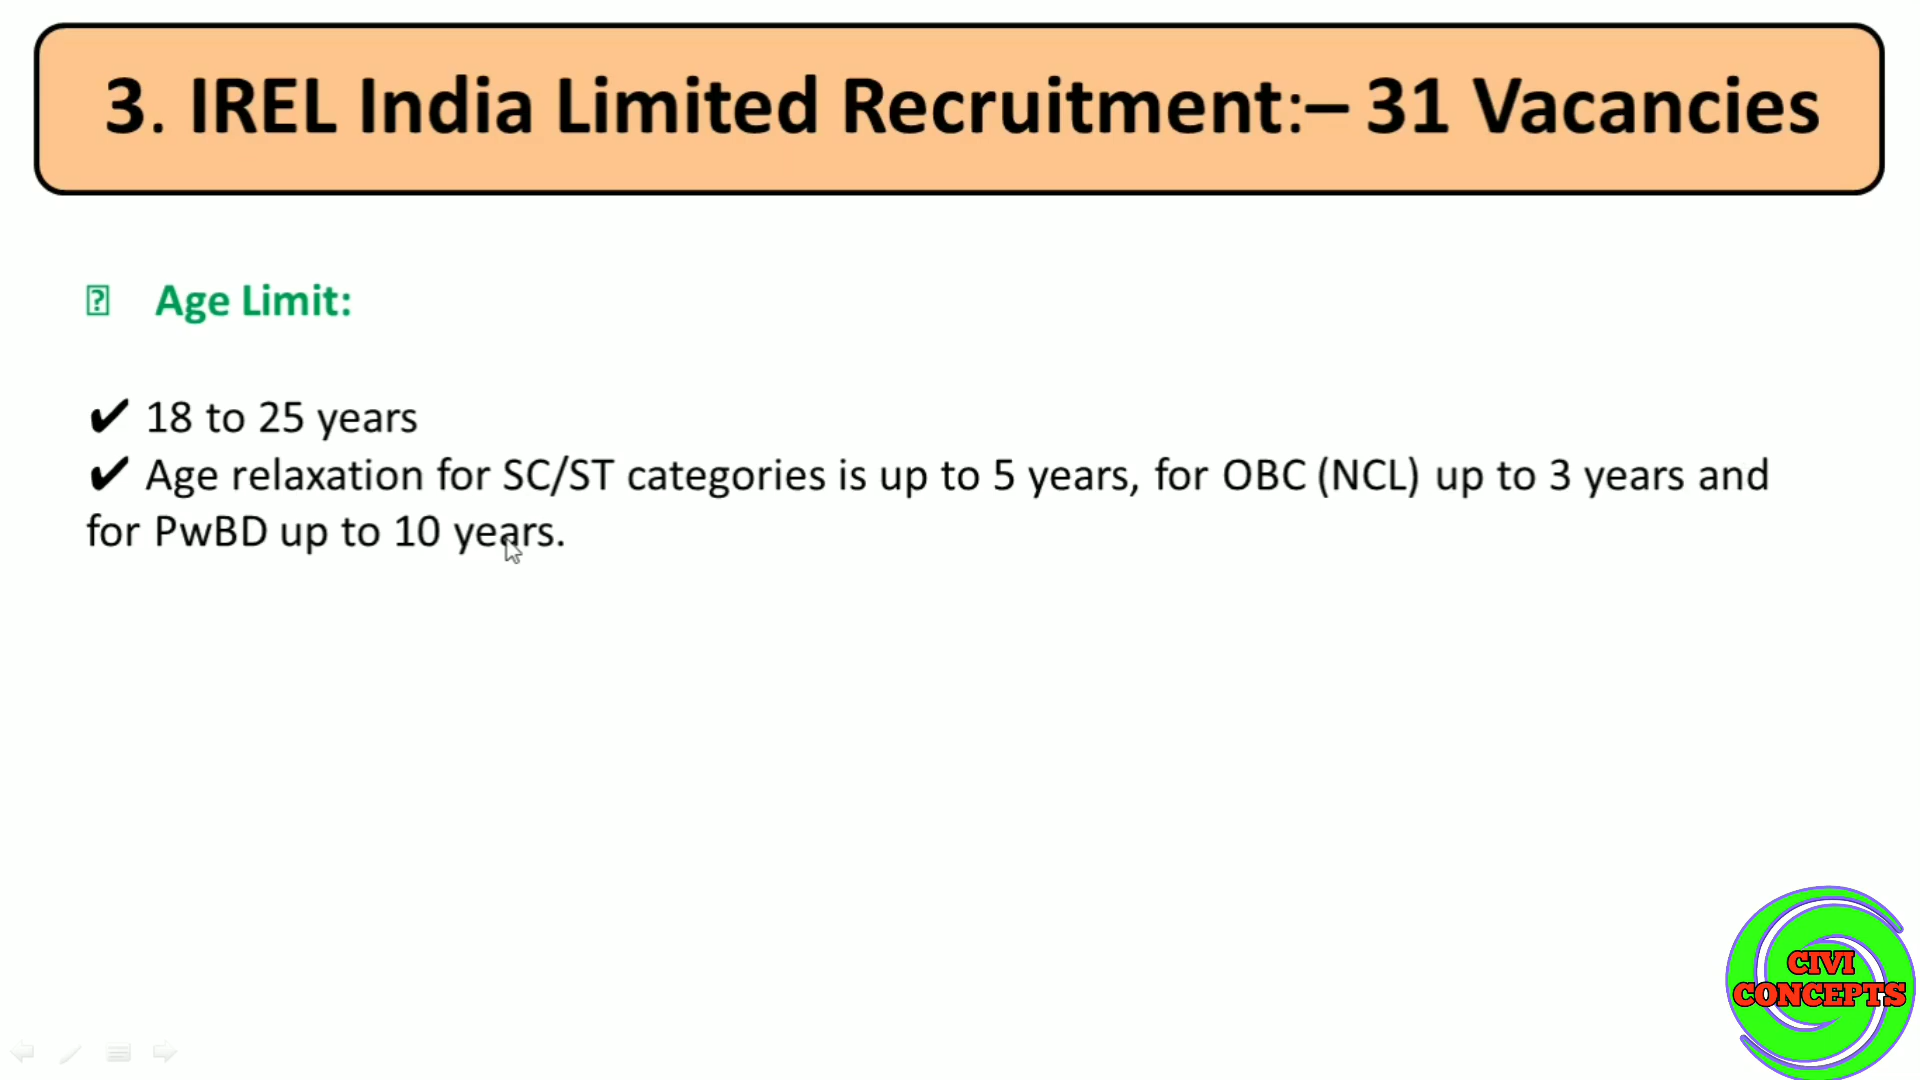 3. IREL India Limited Recruitment:– 31 Vacancies
Age Limit:
✔ 18 to 25 years
✔ Age relaxation for SC/ST categories is up to 5 years, for OBC (NCL) up to 3 years and
for PwBD up to 10 years.
CIVI
CONCEPTS